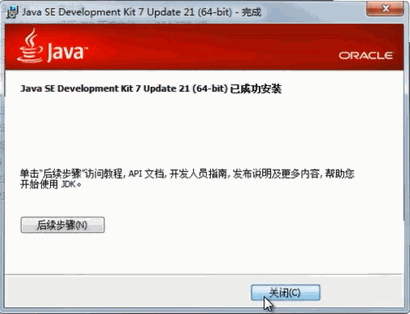 Java SE Development Kit 7 Update 21 (64-bit) - 完成
Java™
ORACLE
Java SE Development Kit 7 Update 21 (64-bit) 已成功安装
单击"后续步骤"访问教程, API 文档, 开发人员指南, 发布说明及更多内容, 帮助您
开始使用 JDK。
后续步骤(N)
关闭(C)